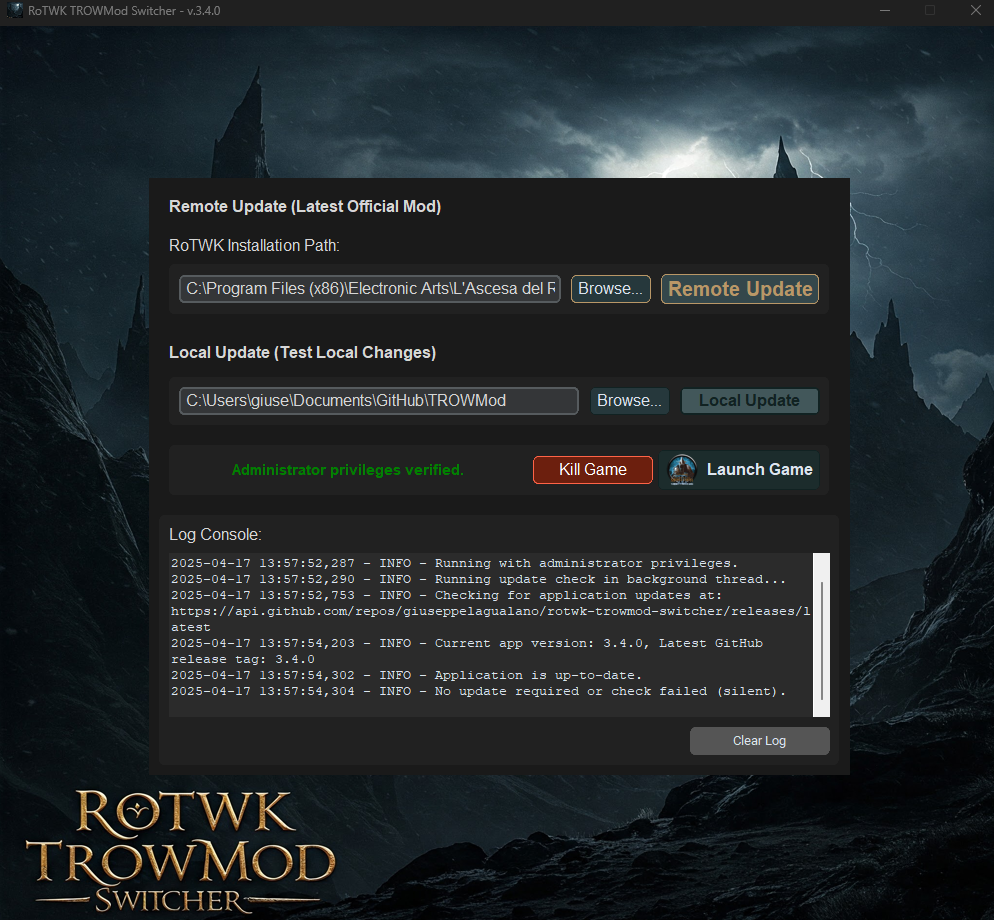 RoTWK TROWMod Switcher - v.3.4.0
Remote Update (Latest Official Mod)
RoTWK Installation Path:
C:\Program Files (x86)\Electronic Arts\L'Ascesa del R
Browse...
Remote Update
Local Update (Test Local Changes)
C:\Users\giuse\Documents\GitHub\TROWMod
Browse...
Local Update
Administrator privileges verified.
Kill Game
Launch Game
Log Console:
2025-04-17 13:57:52,287 - INFO - Running with administrator privileges.
2025-04-17 13:57:52,290 - INFO - Running update check in background thread...
2025-04-17 13:57:52,753 - INFO - Checking for application updates at:
https://api.github.com/repos/giuseppelagualano/rotwk-trowmod-switcher/releases/l
atest
2025-04-17 13:57:54,203 - INFO - Current app version: 3.4.0, Latest GitHub
release tag: 3.4.0
2025-04-17 13:57:54,302 - INFO - Application is up-to-date.
2025-04-17 13:57:54,304 - INFO - No update required or check failed (silent).
Clear Log
RoTWK
TROWMod
Switcher